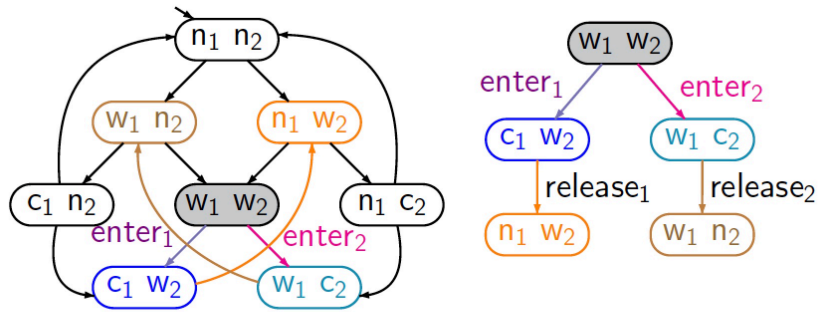 n₁ n₂
w₁ n₂
n₁ w₂
c₁ n₂
w₁ w₂
n₁ c₂
enter₁
enter₂
c₁ w₂
w₁ c₂
w₁ w₂
enter₁
enter₂
c₁ w₂
w₁ c₂
release₁
release₂
n₁ w₂
w₁ n₂